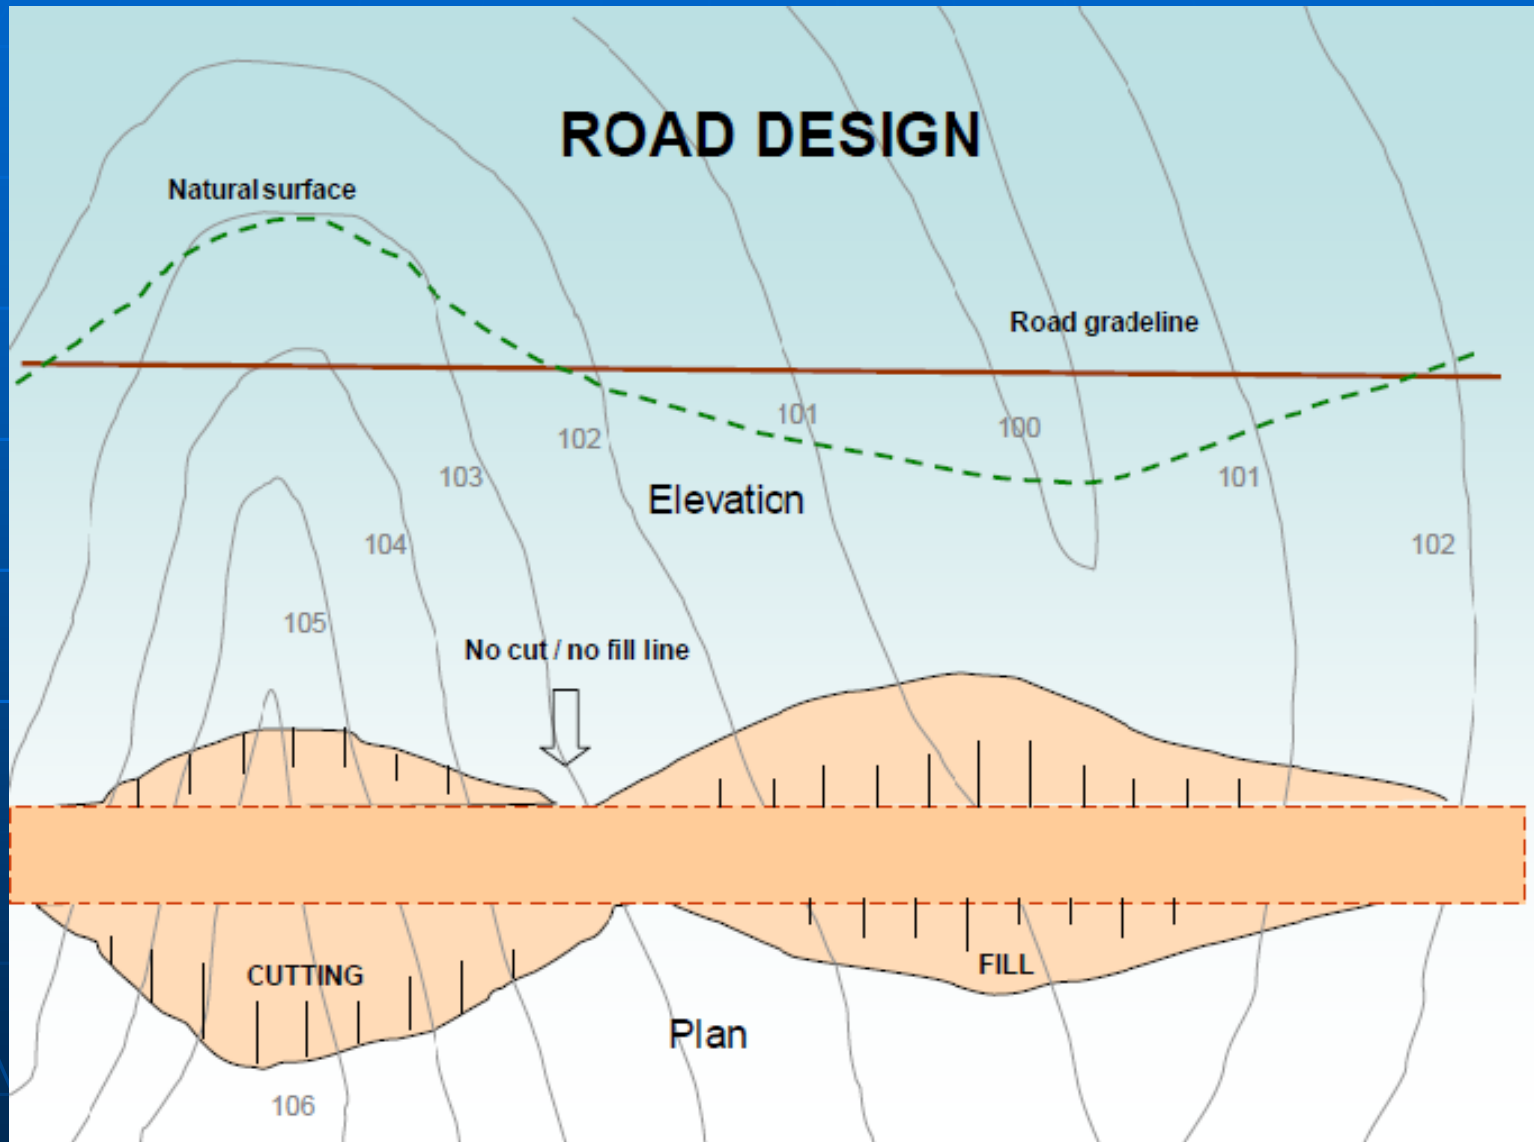 ROAD DESIGN
Natural surface
Road gradeline
101
100
102
103
101
Elevation
104
102
105
No cut / no fill line
CUTTING
FILL
Plan
106